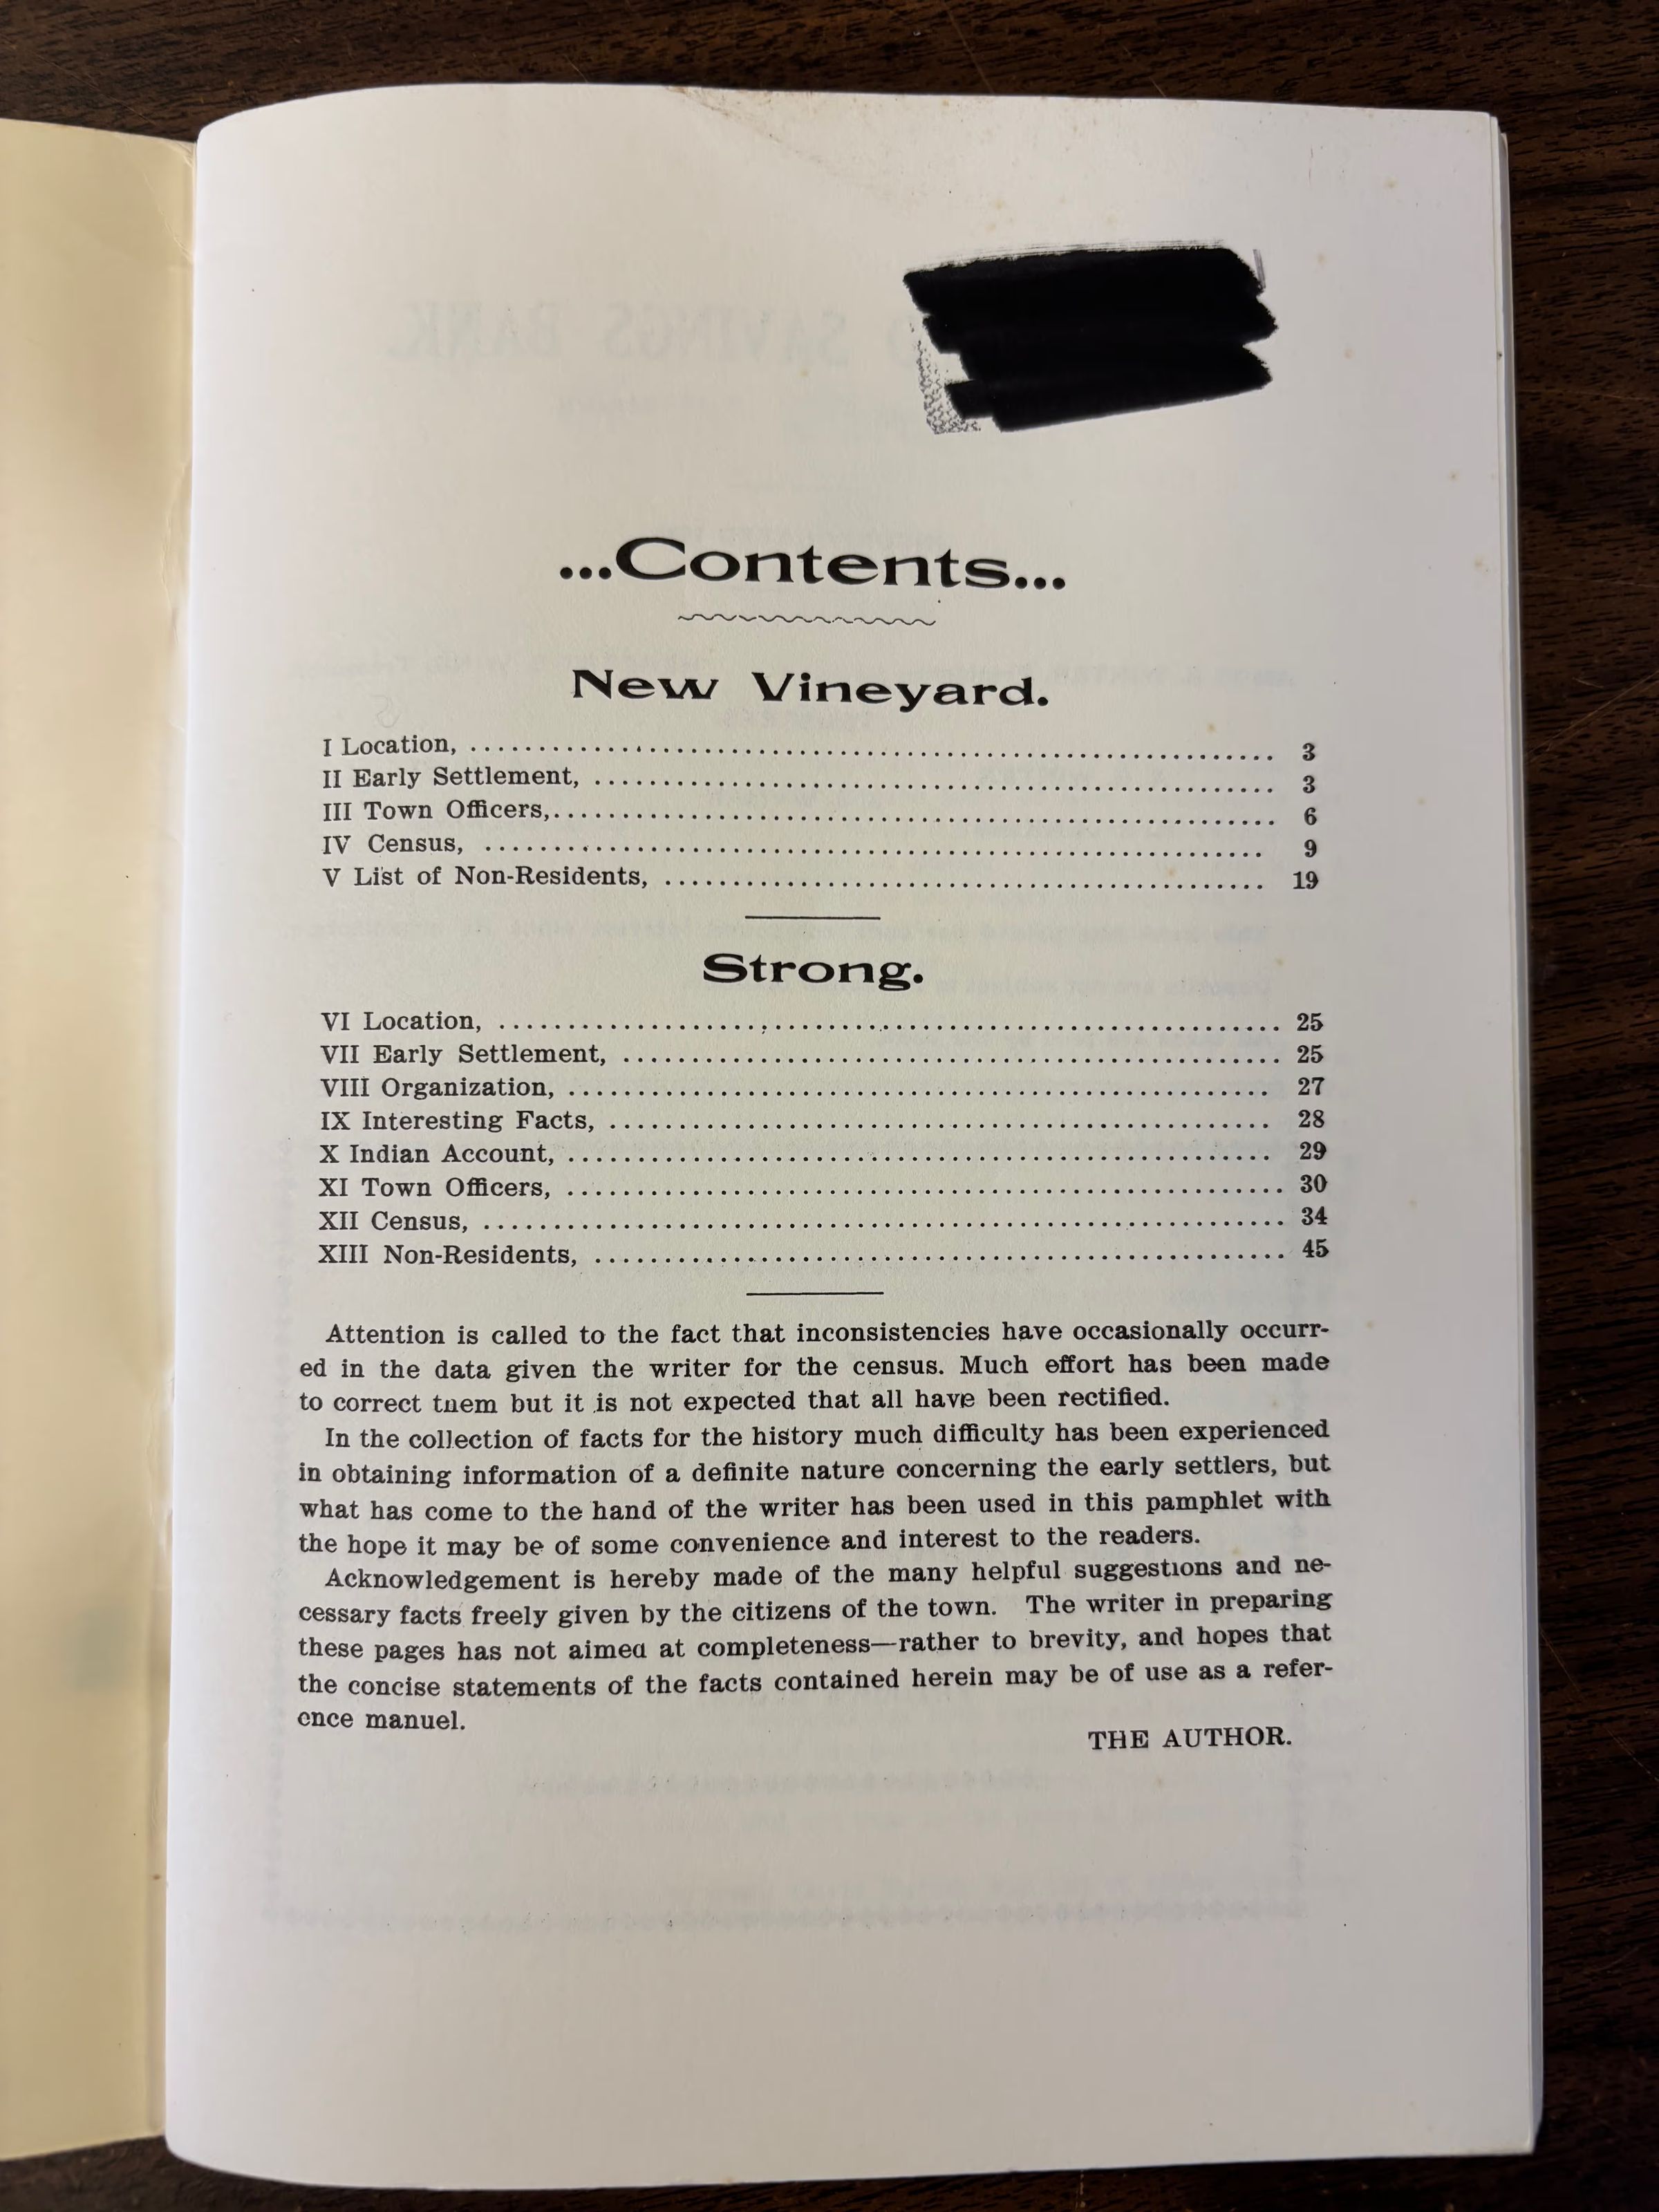 ...Contents...
New Vineyard.
I Location, ........ 3
II Early Settlement, ........ 3
III Town Officers,........ 6
IV Census, ........ 9
V List of Non-Residents, ........ 19
Strong.
VI Location, ........ 25
VII Early Settlement, ........ 25
VIII Organization, ........ 27
IX Interesting Facts, ........ 28
X Indian Account, ........ 29
XI Town Officers, ........ 30
XII Census, ........ 34
XIII Non-Residents, ........ 45
Attention is called to the fact that inconsistencies have occasionally occurr-
ed in the data given the writer for the census. Much effort has been made
to correct tnem but it is not expected that all have been rectified.
In the collection of facts for the history much difficulty has been experienced
in obtaining information of a definite nature concerning the early settlers, but
what has come to the hand of the writer has been used in this pamphlet with
the hope it may be of some convenience and interest to the readers.
Acknowledgement is hereby made of the many helpful suggestions and ne-
cessary facts freely given by the citizens of the town. The writer in preparing
these pages has not aimed at completeness—rather to brevity, and hopes that
the concise statements of the facts contained herein may be of use as a refer-
ence manuel.
THE AUTHOR.
SAVINGS BANK.